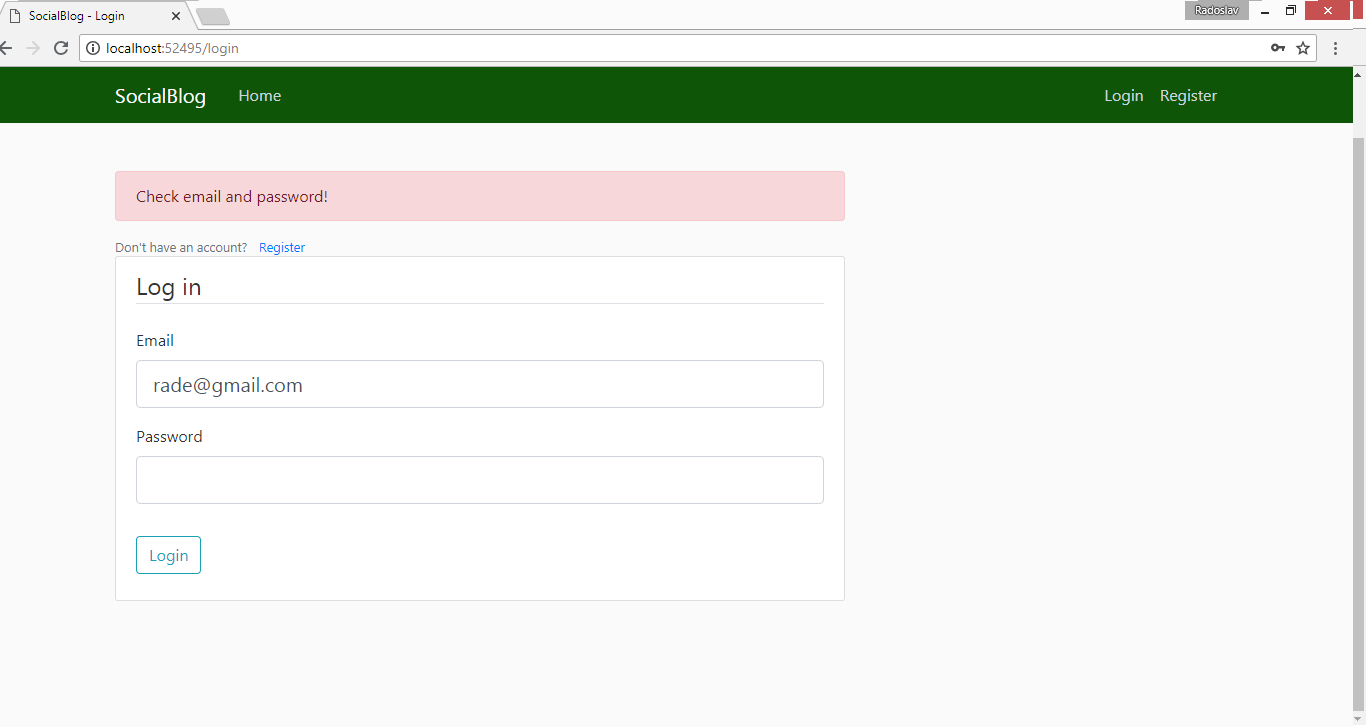 SocialBlog - Login
Radoslav
localhost:52495/login
SocialBlog Home Login Register
Check email and password!
Don't have an account? Register
Log in
Email
rade@gmail.com
Password
Login